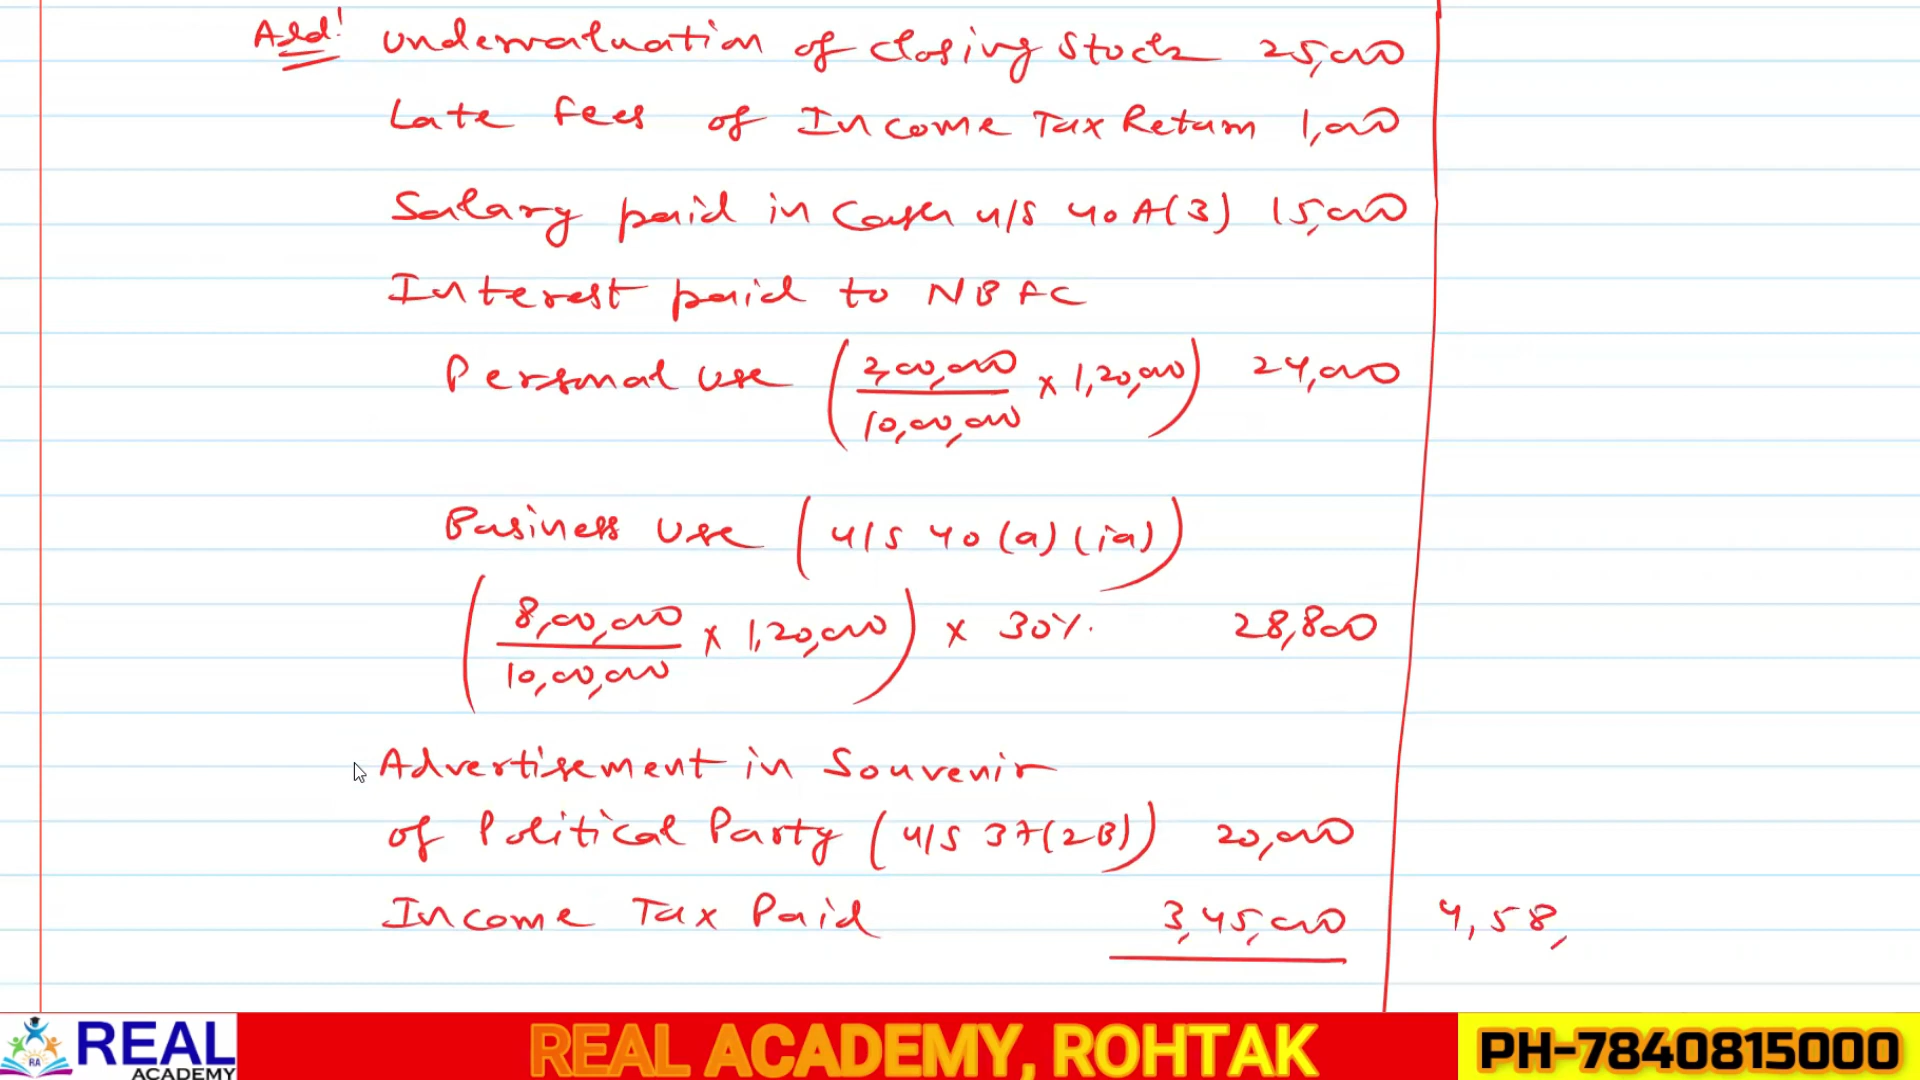 Add! Undervaluation of Closing Stock 25,000
Late Fees of Income Tax Return 1,000
Salary paid in Cash u/s 40A(3) 15,000
Interest paid to NBFC
Personal Use (2,00,000/10,00,000 x 1,20,000) 24,000
Business Use (u/s 40(a)(ia))
(8,00,000/10,00,000 x 1,20,000) x 30% 28,800
Advertisement in Souvenir
of Political Party (u/s 37(2B)) 20,000
Income Tax Paid 3,45,000 4,58,
REAL
ACADEMY
RA
REAL ACADEMY, ROHTAK
PH-7840815000